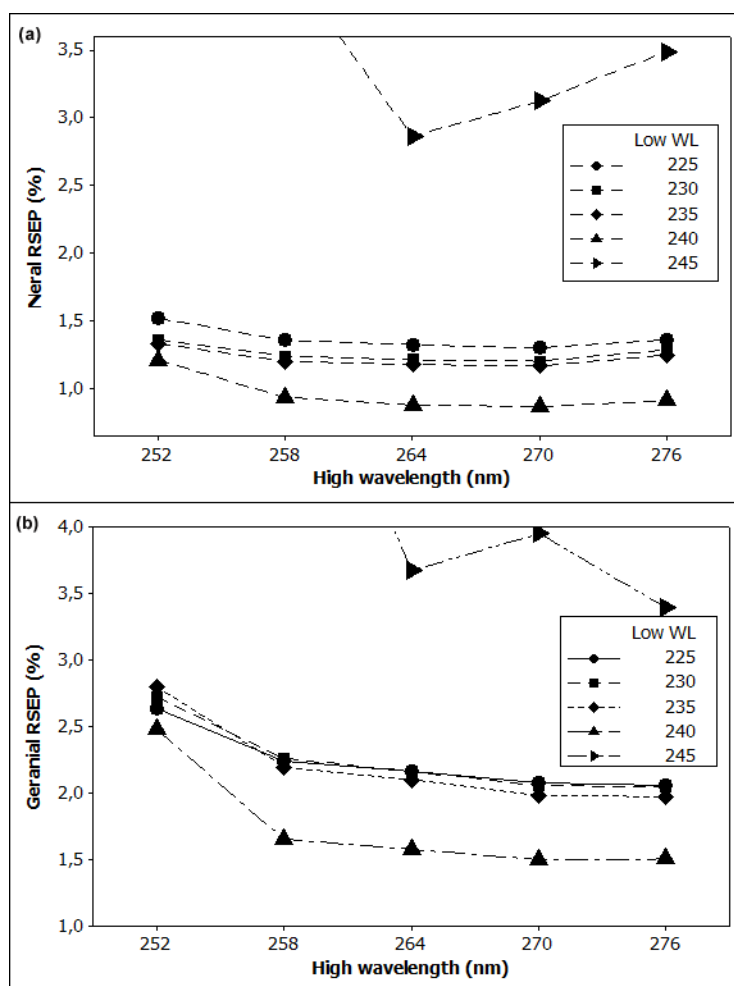 (a)
Neral RSEP (%)
3,5
3,0
2,5
2,0
1,5
1,0
Low WL
225
230
235
240
245
252 258 264 270 276
High wavelength (nm)
(b)
Geranial RSEP (%)
4,0
3,5
3,0
2,5
2,0
1,5
1,0
Low WL
225
230
235
240
245
252 258 264 270 276
High wavelength (nm)